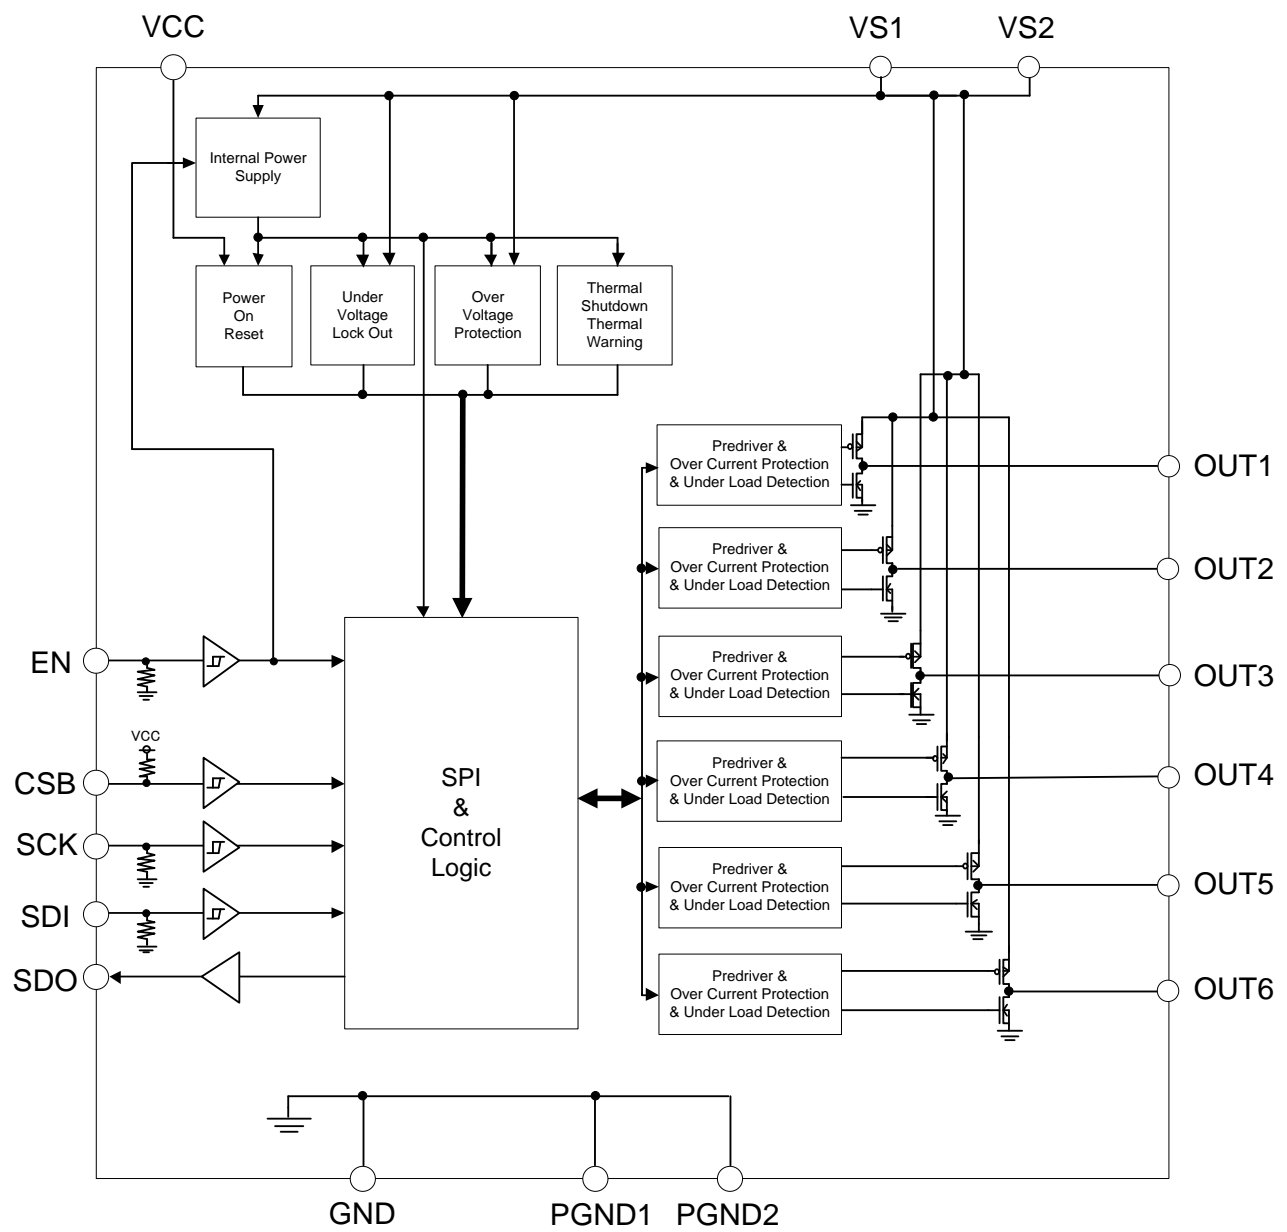 VCC
VS1
VS2
Internal Power
Supply
Power
On
Reset
Under
Voltage
Lock Out
Over
Voltage
Protection
Thermal
Shutdown
Thermal
Warning
Predriver &
Over Current Protection
& Under Load Detection
OUT1
Predriver &
Over Current Protection
& Under Load Detection
OUT2
EN
Predriver &
Over Current Protection
& Under Load Detection
OUT3
VCC
CSB
SCK
SDI
SDO
SPI
&
Control
Logic
Predriver &
Over Current Protection
& Under Load Detection
OUT4
Predriver &
Over Current Protection
& Under Load Detection
OUT5
Predriver &
Over Current Protection
& Under Load Detection
OUT6
GND
PGND1
PGND2